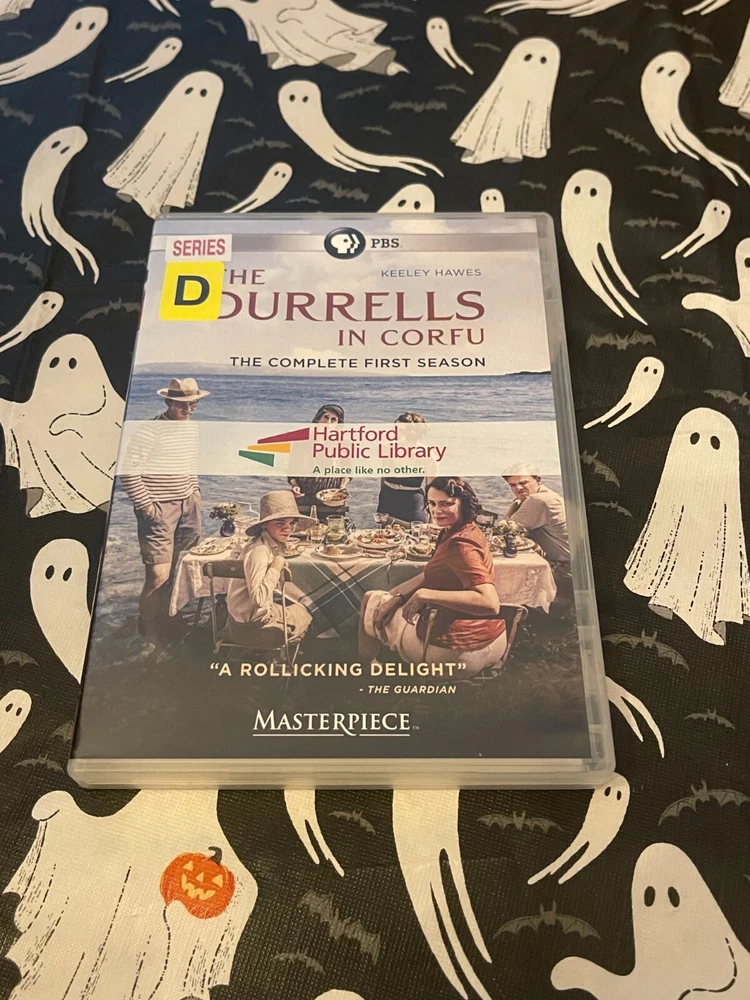 PBS
SERIES
D
THE
KEELEY HAWES
DURRELLS
IN CORFU
THE COMPLETE FIRST SEASON
Hartford
Public Library
A place like no other.
“A ROLLICKING DELIGHT”
- THE GUARDIAN
MASTERPIECE™